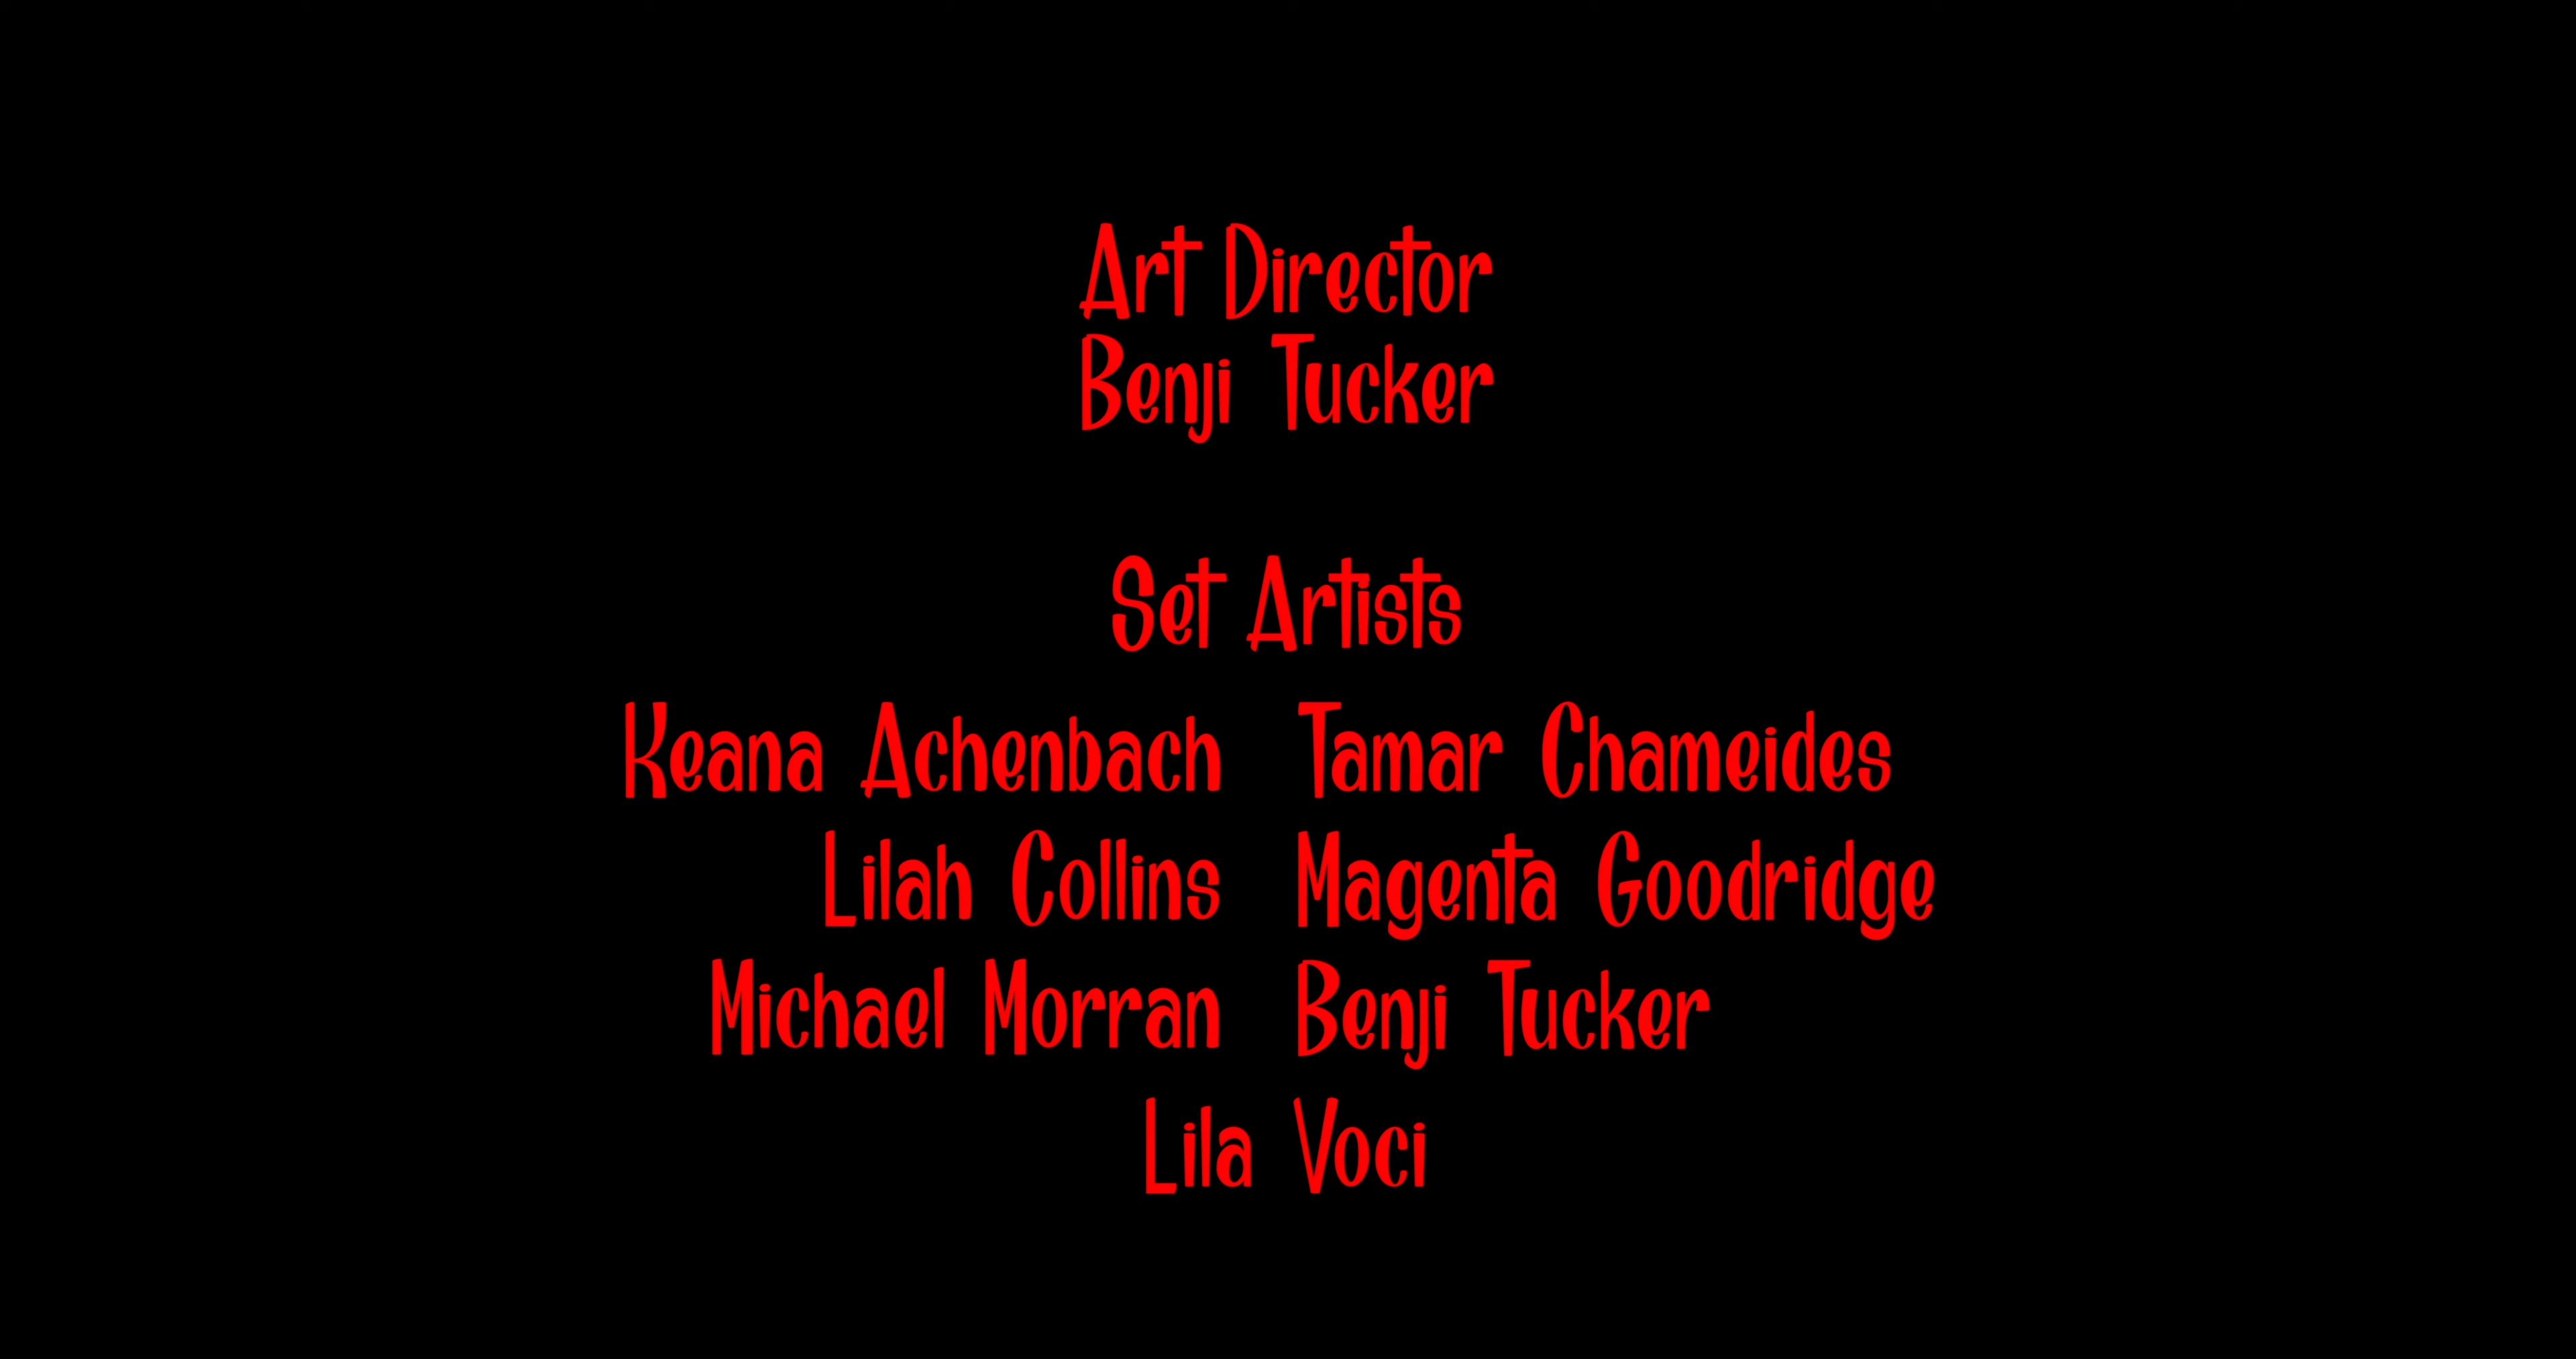 Art Director
Benji Tucker
Set Artists
Keana Achenbach Tamar Chameides
Lilah Collins Magenta Goodridge
Michael Morran Benji Tucker
Lila Voci